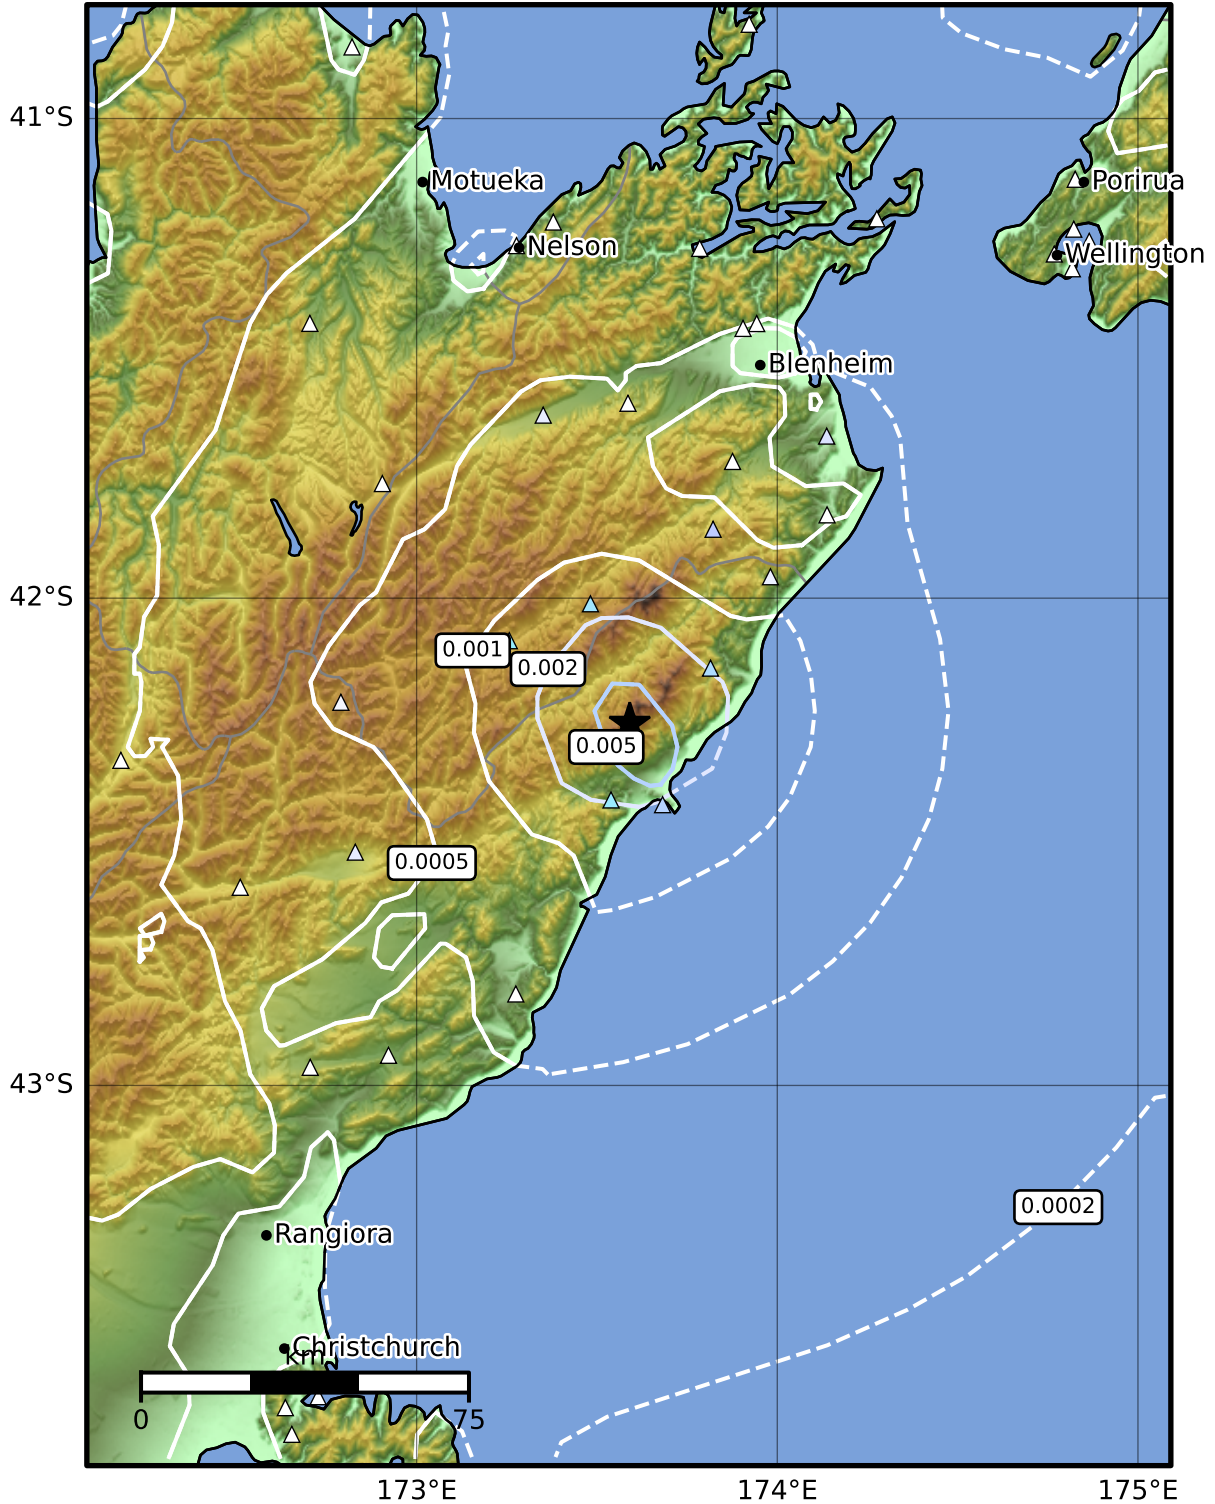 41°S
Motueka
Porirua
Nelson
Wellington
Blenheim
42°S
0.001
0.002
0.005
0.0005
43°S
0.0002
Rangiora
Christchurch
km
0
75
173°E
174°E
175°E